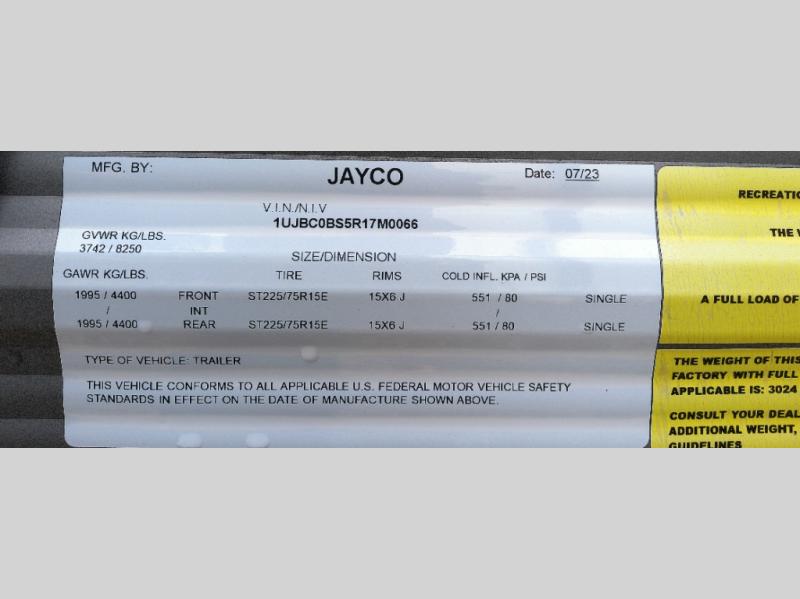 MFG. BY:
JAYCO
Date: 07/23
V.I.N./N.I.V
1UJBC0BS5R17M0066
GVWR KG/LBS.
3742 / 8250
SIZE/DIMENSION
GAWR KG/LBS. TIRE RIMS COLD INFL. KPA / PSI
1995 / 4400 FRONT ST225/75R15E 15X6 J 551 / 80 SINGLE
/ INT /
1995 / 4400 REAR ST225/75R15E 15X6 J 551 / 80 SINGLE
TYPE OF VEHICLE: TRAILER
THIS VEHICLE CONFORMS TO ALL APPLICABLE U.S. FEDERAL MOTOR VEHICLE SAFETY
STANDARDS IN EFFECT ON THE DATE OF MANUFACTURE SHOWN ABOVE.
THE
A FULL LOAD OF
THE WEIGHT OF THIS
FACTORY WITH FULL
APPLICABLE IS: 3024
CONSULT YOUR
ADDITIONAL WEIGHT,
GUIDELINES